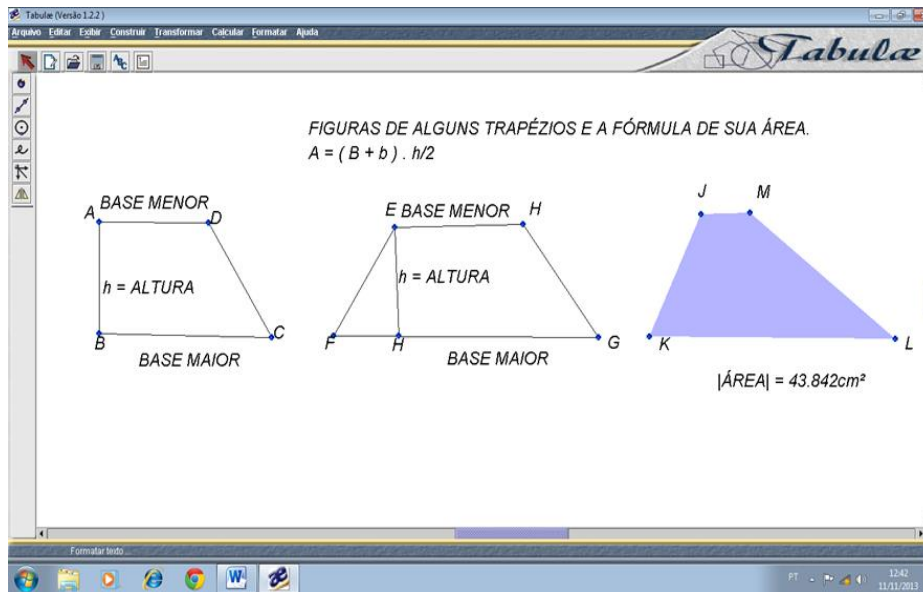 Tabulæ (Versão 1.2.2 )
Arquivo Editar Exibir Construir Transformar Calcular Formatar Ajuda
Tabulæ
FIGURAS DE ALGUNS TRAPÉZIOS E A FÓRMULA DE SUA ÁREA.
A = ( B + b ) . h/2
A BASE MENOR D
h = ALTURA
B C
BASE MAIOR
E BASE MENOR H
h = ALTURA
F H G
BASE MAIOR
J M
K L
|ÁREA| = 43.842cm²
Formatar texto...
PT 12:42
11/11/2013